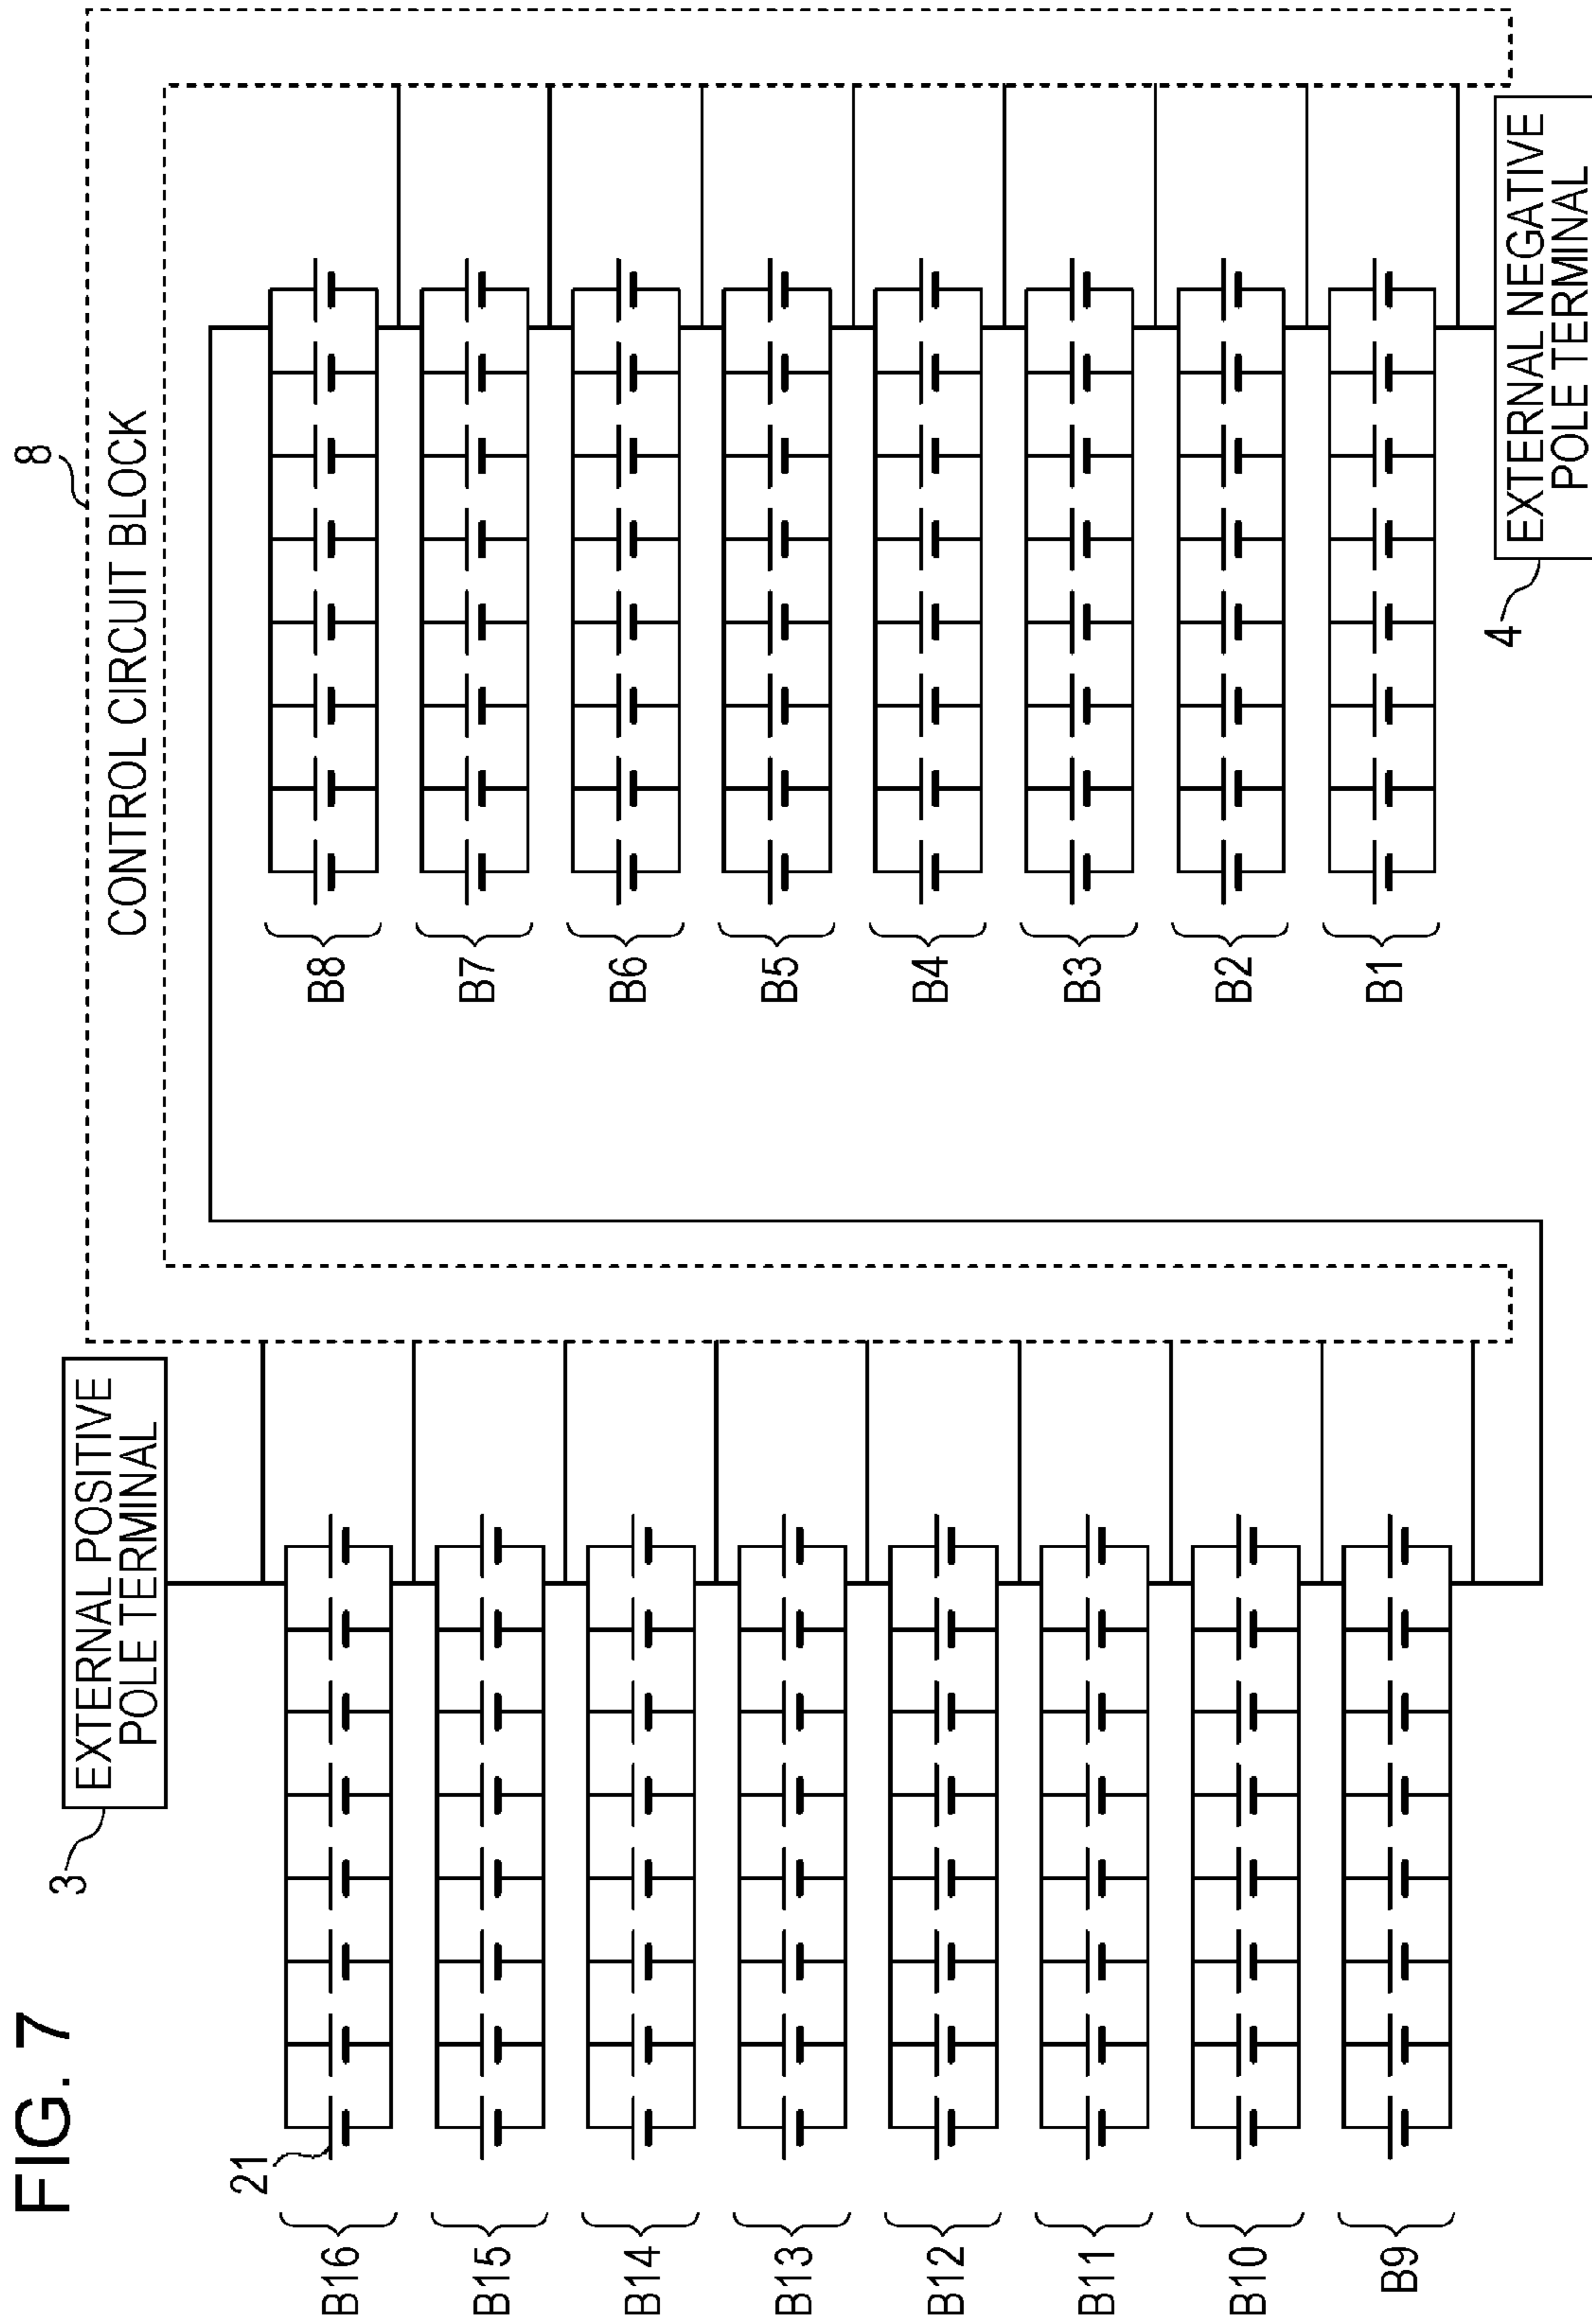 FIG. 7
3
EXTERNAL POSITIVE
POLE TERMINAL
8
CONTROL CIRCUIT BLOCK
21
B16
B15
B14
B13
B12
B11
B10
B9
B8
B7
B6
B5
B4
B3
B2
B1
4
EXTERNAL NEGATIVE
POLE TERMINAL